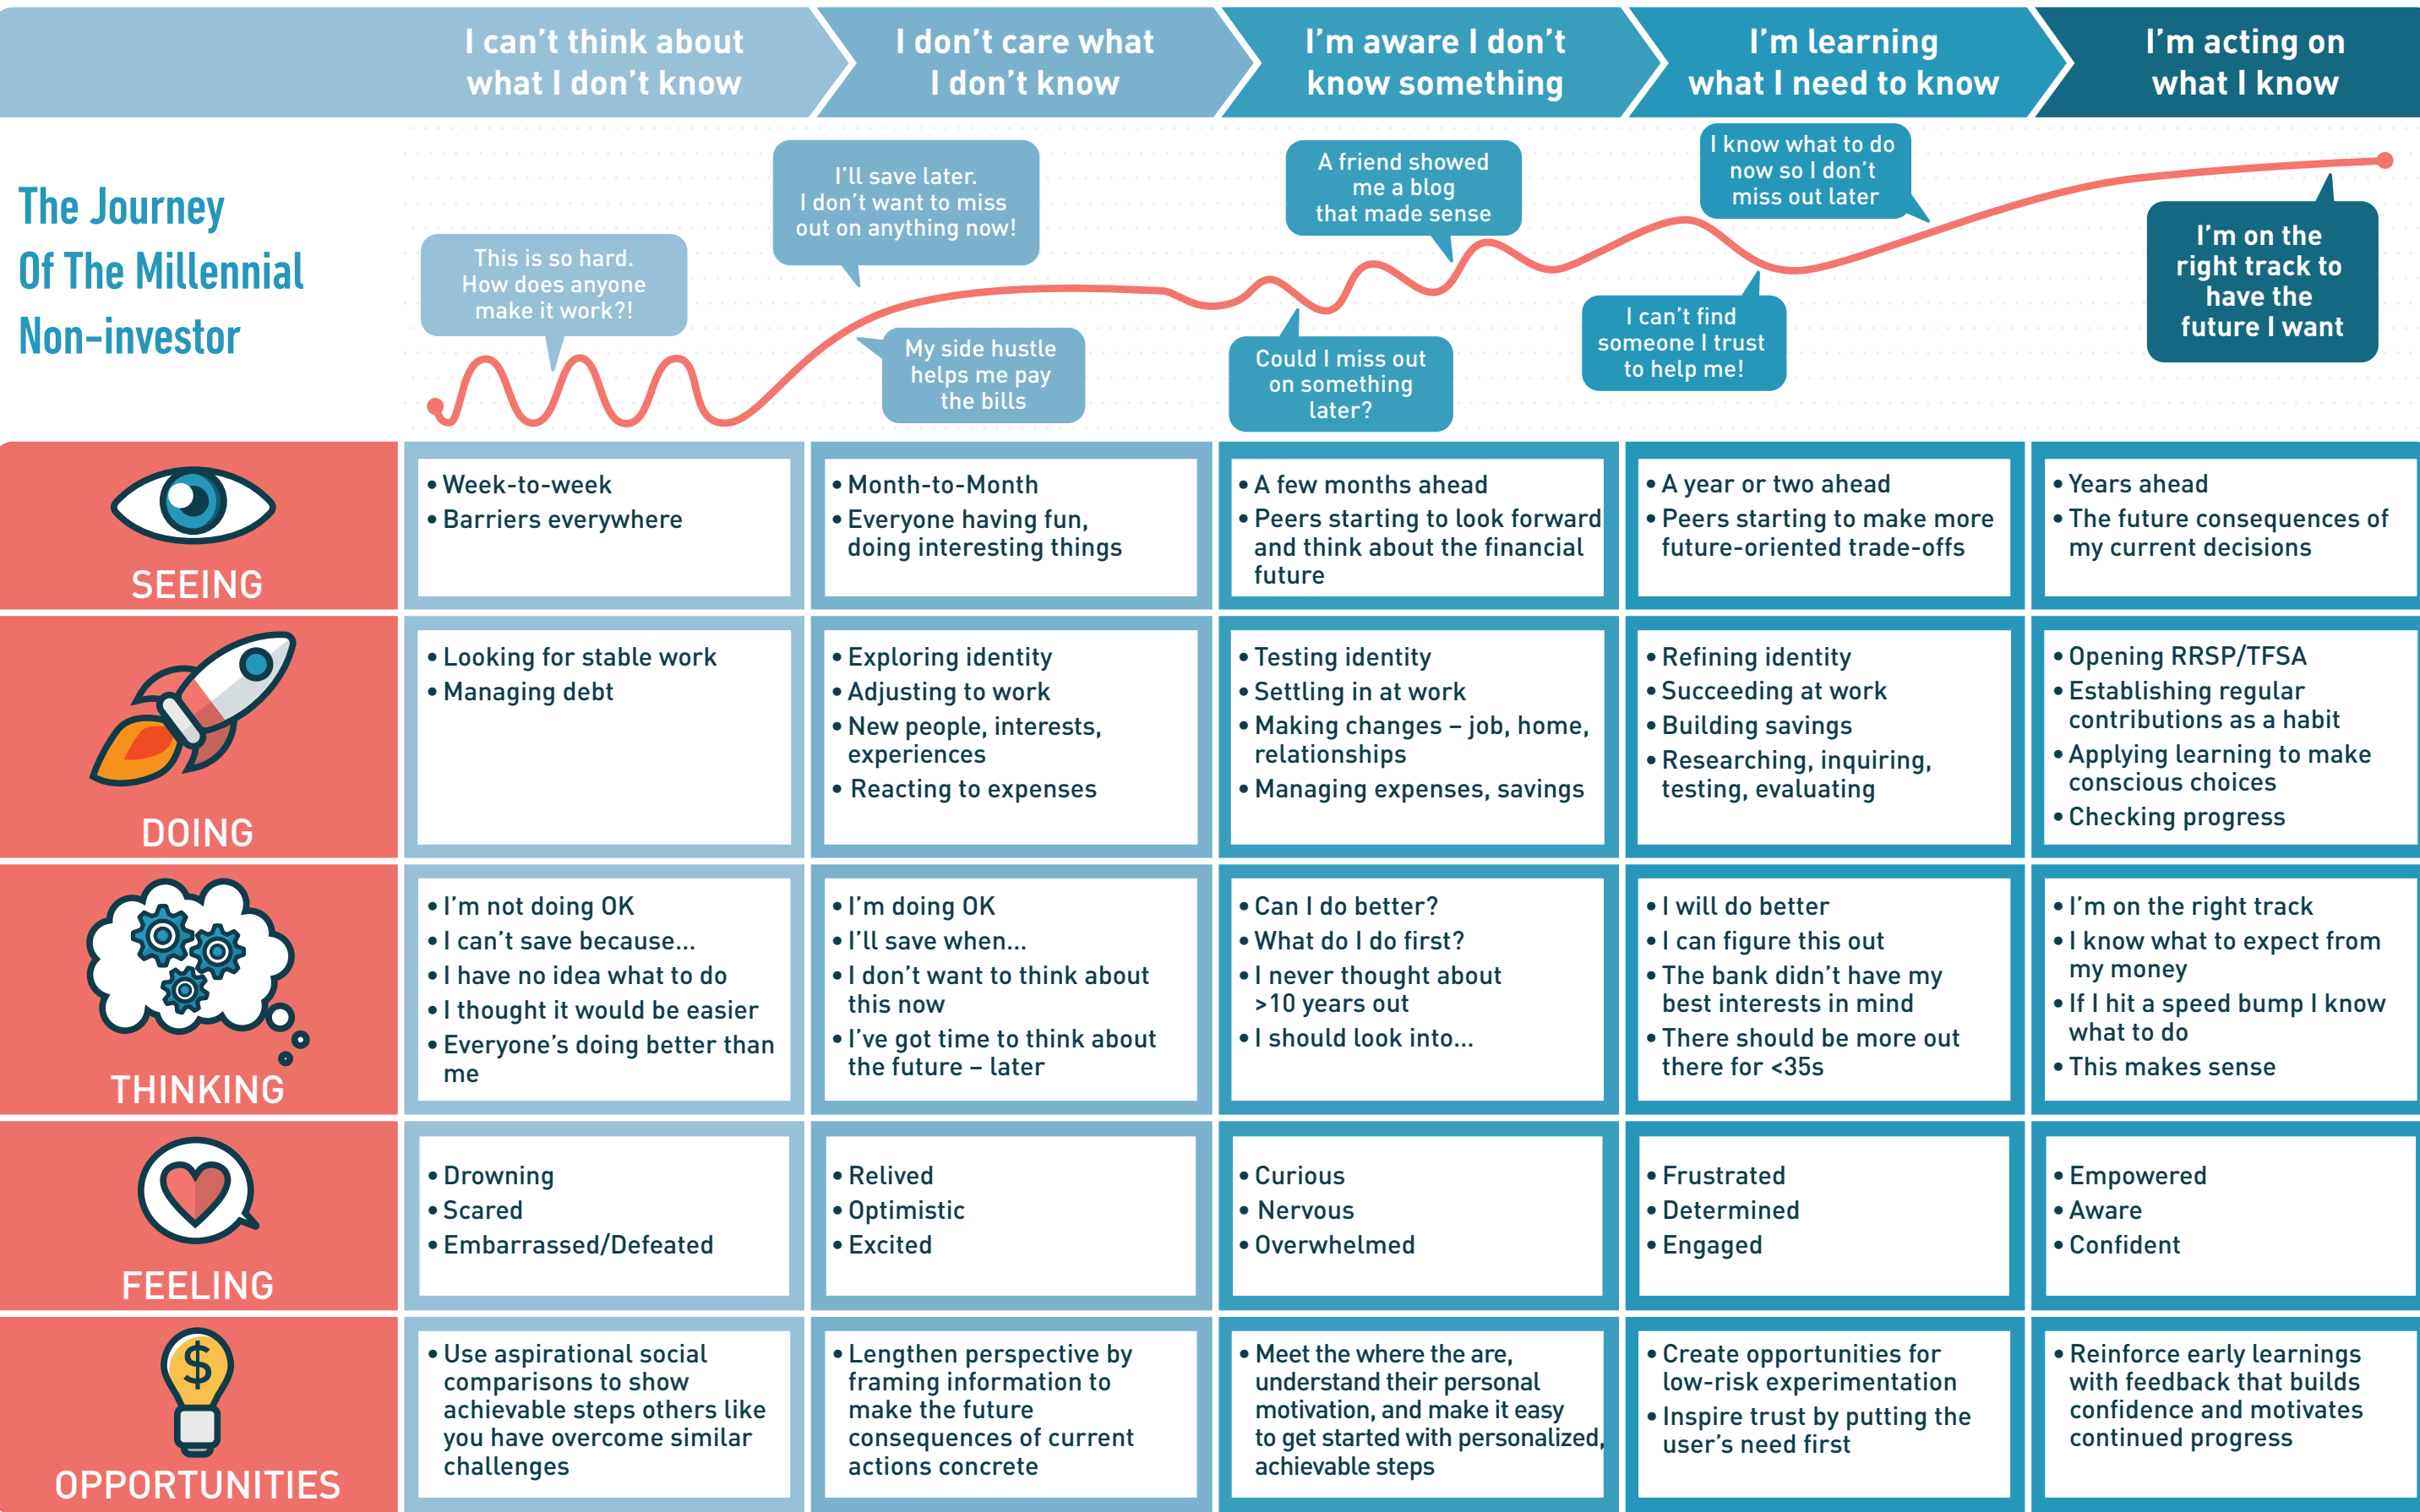 I can't think about
what I don't know
I don't care what
I don't know
I'm aware I don't
know something
I'm learning
what I need to know
I'm acting on
what I know
The Journey
Of The Millennial
Non-investor
This is so hard.
How does anyone
make it work?!
I'll save later.
I don't want to miss
out on anything now!
My side hustle
helps me pay
the bills
A friend showed
me a blog
that made sense
Could I miss out
on something
later?
I know what to do
now so I don't
miss out later
I can't find
someone I trust
to help me!
I'm on the
right track to
have the
future I want
SEEING
• Week-to-week
• Barriers everywhere
• Month-to-Month
• Everyone having fun,
doing interesting things
• A few months ahead
• Peers starting to look forward
and think about the financial
future
• A year or two ahead
• Peers starting to make more
future-oriented trade-offs
• Years ahead
• The future consequences of
my current decisions
DOING
• Looking for stable work
• Managing debt
• Exploring identity
• Adjusting to work
• New people, interests,
experiences
• Reacting to expenses
• Testing identity
• Settling in at work
• Making changes – job, home,
relationships
• Managing expenses, savings
• Refining identity
• Succeeding at work
• Building savings
• Researching, inquiring,
testing, evaluating
• Opening RRSP/TFSA
• Establishing regular
contributions as a habit
• Applying learning to make
conscious choices
• Checking progress
THINKING
• I'm not doing OK
• I can't save because...
• I have no idea what to do
• I thought it would be easier
• Everyone's doing better than
me
• I'm doing OK
• I'll save when...
• I don't want to think about
this now
• I've got time to think about
the future – later
• Can I do better?
• What do I do first?
• I never thought about
>10 years out
• I should look into...
• I will do better
• I can figure this out
• The bank didn't have my
best interests in mind
• There should be more out
there for <35s
• I'm on the right track
• I know what to expect from
my money
• If I hit a speed bump I know
what to do
• This makes sense
FEELING
• Drowning
• Scared
• Embarrassed/Defeated
• Relived
• Optimistic
• Excited
• Curious
• Nervous
• Overwhelmed
• Frustrated
• Determined
• Engaged
• Empowered
• Aware
• Confident
$
OPPORTUNITIES
• Use aspirational social
comparisons to show
achievable steps others like
you have overcome similar
challenges
• Lengthen perspective by
framing information to
make the future
consequences of current
actions concrete
• Meet the where the are,
understand their personal
motivation, and make it easy
to get started with personalized,
achievable steps
• Create opportunities for
low-risk experimentation
• Inspire trust by putting the
user's need first
• Reinforce early learnings
with feedback that builds
confidence and motivates
continued progress